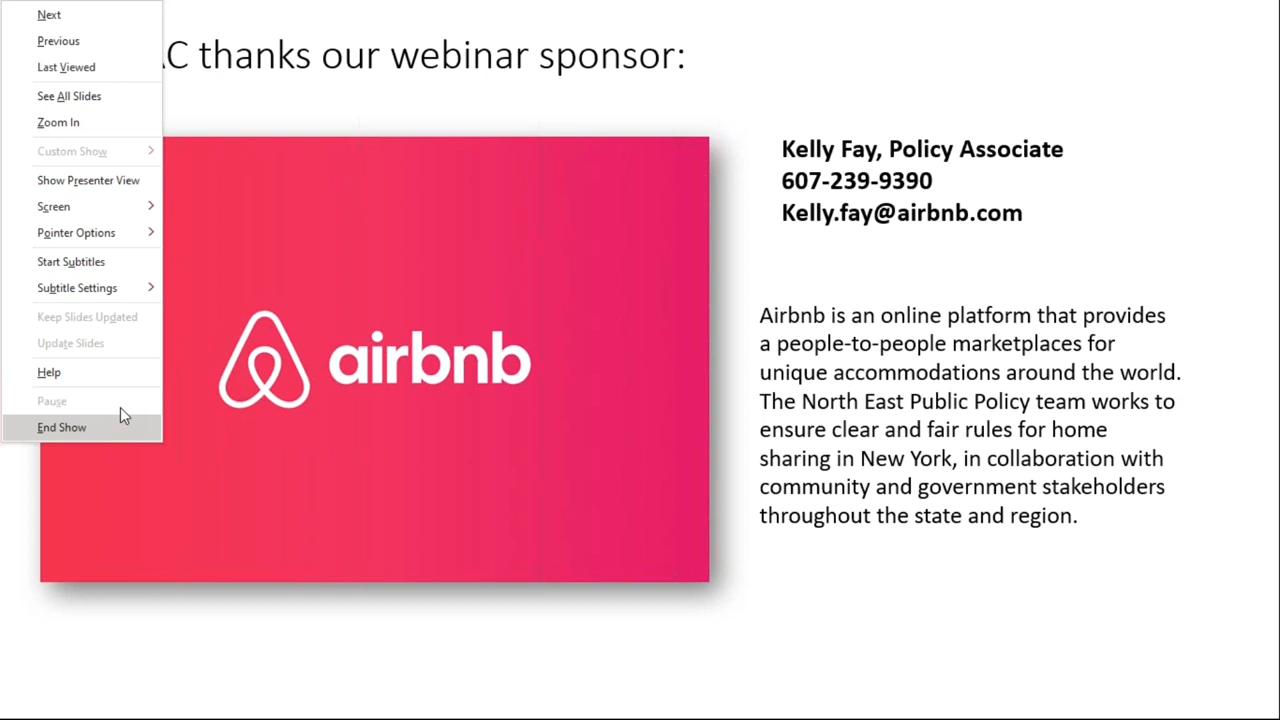 Next
Previous
Last Viewed
See All Slides
Zoom In
Custom Show
Show Presenter View
Screen
Pointer Options
Start Subtitles
Subtitle Settings
Keep Slides Updated
Update Slides
Help
Pause
End Show
thanks our webinar sponsor:
airbnb
Kelly Fay, Policy Associate
607-239-9390
Kelly.fay@airbnb.com
Airbnb is an online platform that provides
a people-to-people marketplaces for
unique accommodations around the world.
The North East Public Policy team works to
ensure clear and fair rules for home
sharing in New York, in collaboration with
community and government stakeholders
throughout the state and region.